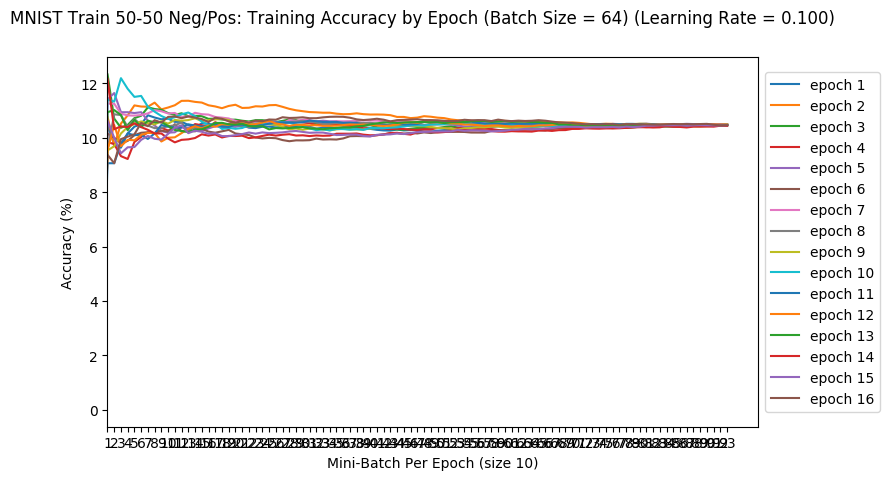 MNIST Train 50-50 Neg/Pos: Training Accuracy by Epoch (Batch Size = 64) (Learning Rate = 0.100)
12
10
8
6
4
2
0
Accuracy (%)
Mini-Batch Per Epoch (size 10)
epoch 1
epoch 2
epoch 3
epoch 4
epoch 5
epoch 6
epoch 7
epoch 8
epoch 9
epoch 10
epoch 11
epoch 12
epoch 13
epoch 14
epoch 15
epoch 16